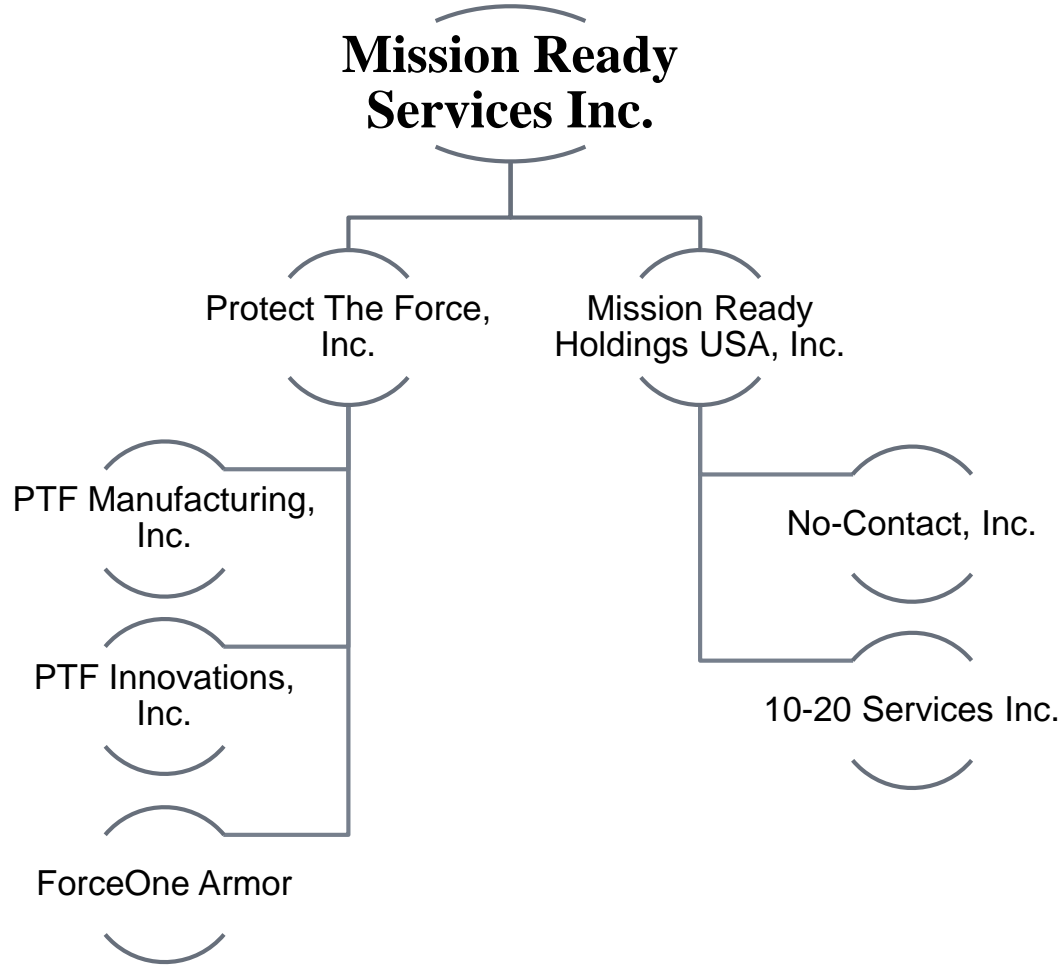 Mission Ready
Services Inc.
Protect The Force,
Inc.
Mission Ready
Holdings USA, Inc.
PTF Manufacturing,
Inc.
No-Contact, Inc.
PTF Innovations,
Inc.
10-20 Services Inc.
ForceOne Armor